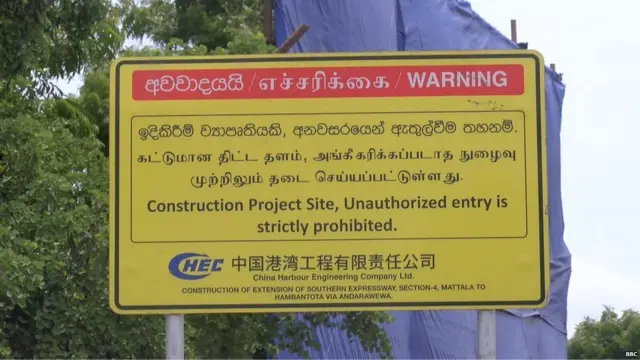 අවවාදයයි / எச்சரிக்கை / WARNING
ඉදිකිරීම් ව්‍යාපෘතියකි, අනවසරයෙන් ඇතුල්වීම තහනම්.
கட்டுமான திட்ட தளம், அங்கீகரிக்கப்படாத நுழைவு
முற்றிலும் தடை செய்யப்பட்டுள்ளது.
Construction Project Site, Unauthorized entry is
strictly prohibited.
CHEC 中国港湾工程有限责任公司
China Harbour Engineering Company Ltd.
CONSTRUCTION OF EXTENSION OF SOUTHERN EXPRESSWAY, SECTION-4, MATTALA TO
HAMBANTOTA VIA ANDARAWEWA.
BBC